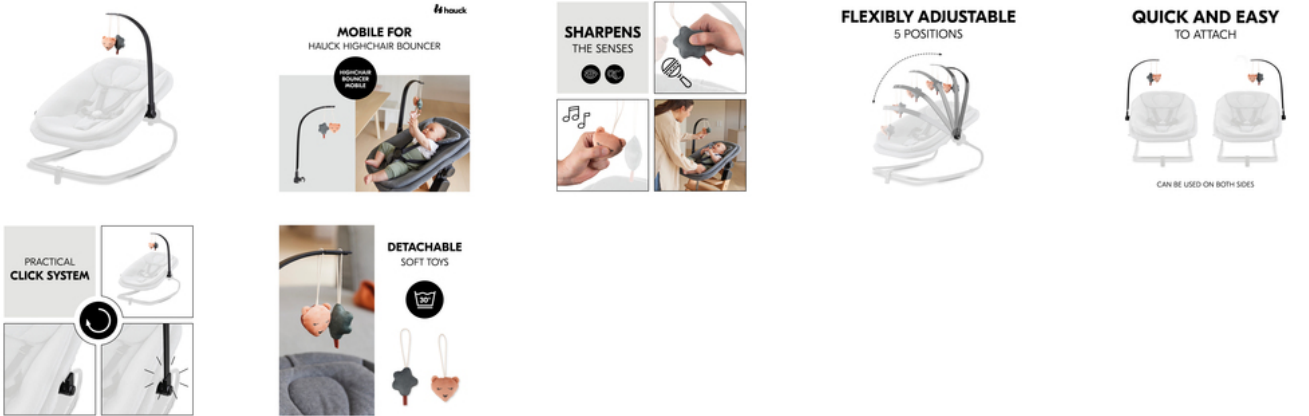 hauck
MOBILE FOR
HAUCK HIGHCHAIR BOUNCER
HIGHCHAIR
BOUNCER
MOBILE
SHARPENS
THE SENSES
FLEXIBLY ADJUSTABLE
5 POSITIONS
QUICK AND EASY
TO ATTACH
CAN BE USED ON BOTH SIDES
PRACTICAL
CLICK SYSTEM
DETACHABLE
SOFT TOYS
30°